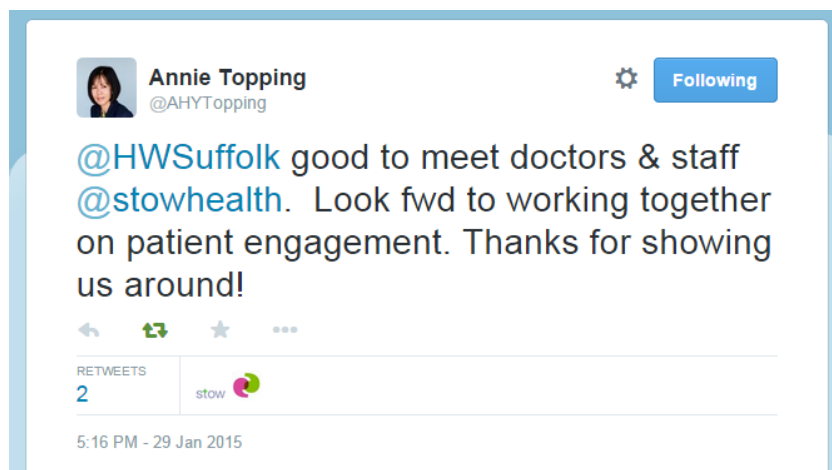 Annie Topping
@AHYTopping
Following
@HWSuffolk good to meet doctors & staff
@stowhealth.  Look fwd to working together
on patient engagement. Thanks for showing
us around!
RETWEETS
2
stow
5:16 PM - 29 Jan 2015